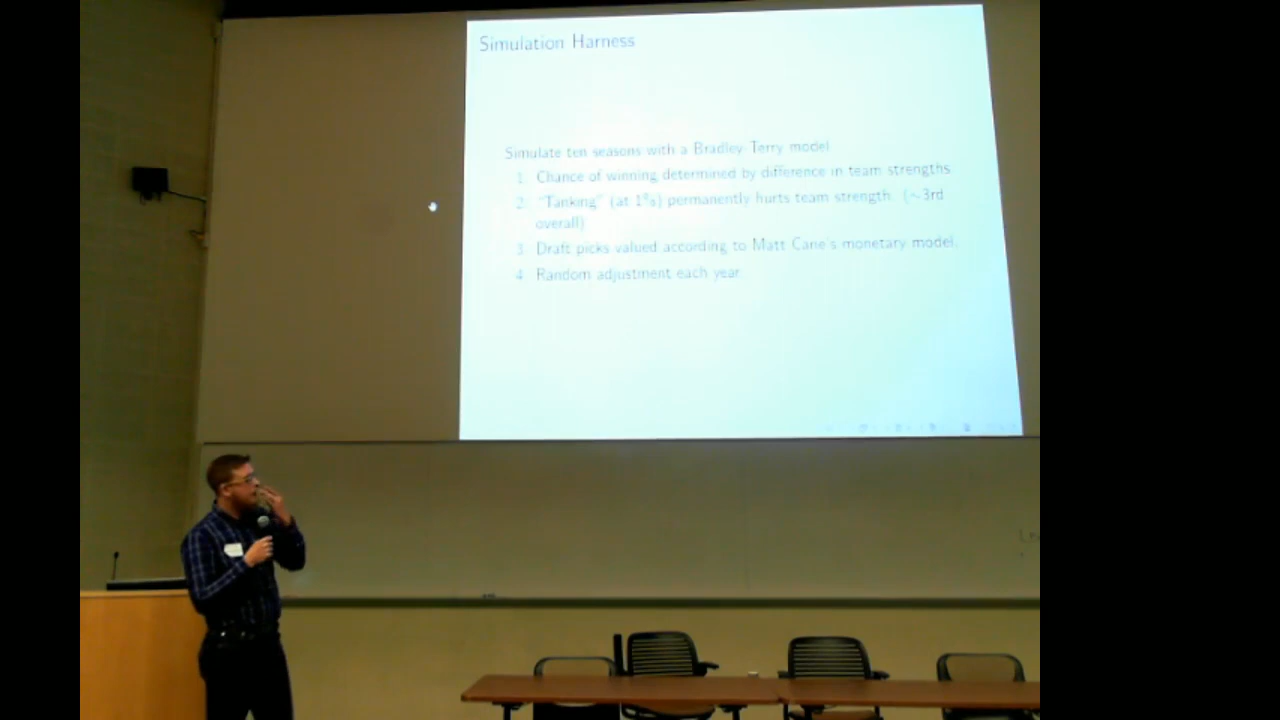 Simulation Harness
Simulate ten seasons with a Bradley-Terry model
1. Chance of winning determined by difference in team strengths.
2. "Tanking" (at 1%) permanently hurts team strength. (~3rd
overall)
3. Draft picks valued according to Matt Cane's monetary model.
4. Random adjustment each year